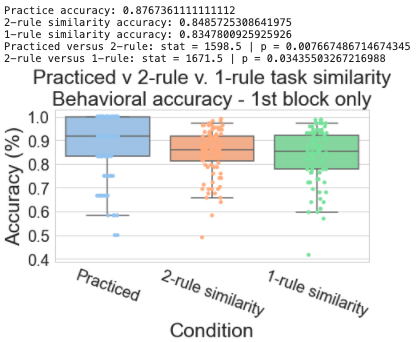 Practice accuracy: 0.8767361111111112
2-rule similarity accuracy: 0.8485725308641975
1-rule similarity accuracy: 0.8347800925925926
Practiced versus 2-rule: stat = 1598.5 | p = 0.007667486714674345
2-rule versus 1-rule: stat = 1671.5 | p = 0.03435503267216988
Practiced v 2-rule v. 1-rule task similarity
Behavioral accuracy - 1st block only
Accuracy (%)
1.0
0.9
0.8
0.7
0.6
0.5
0.4
Practiced
2-rule similarity
1-rule similarity
Condition